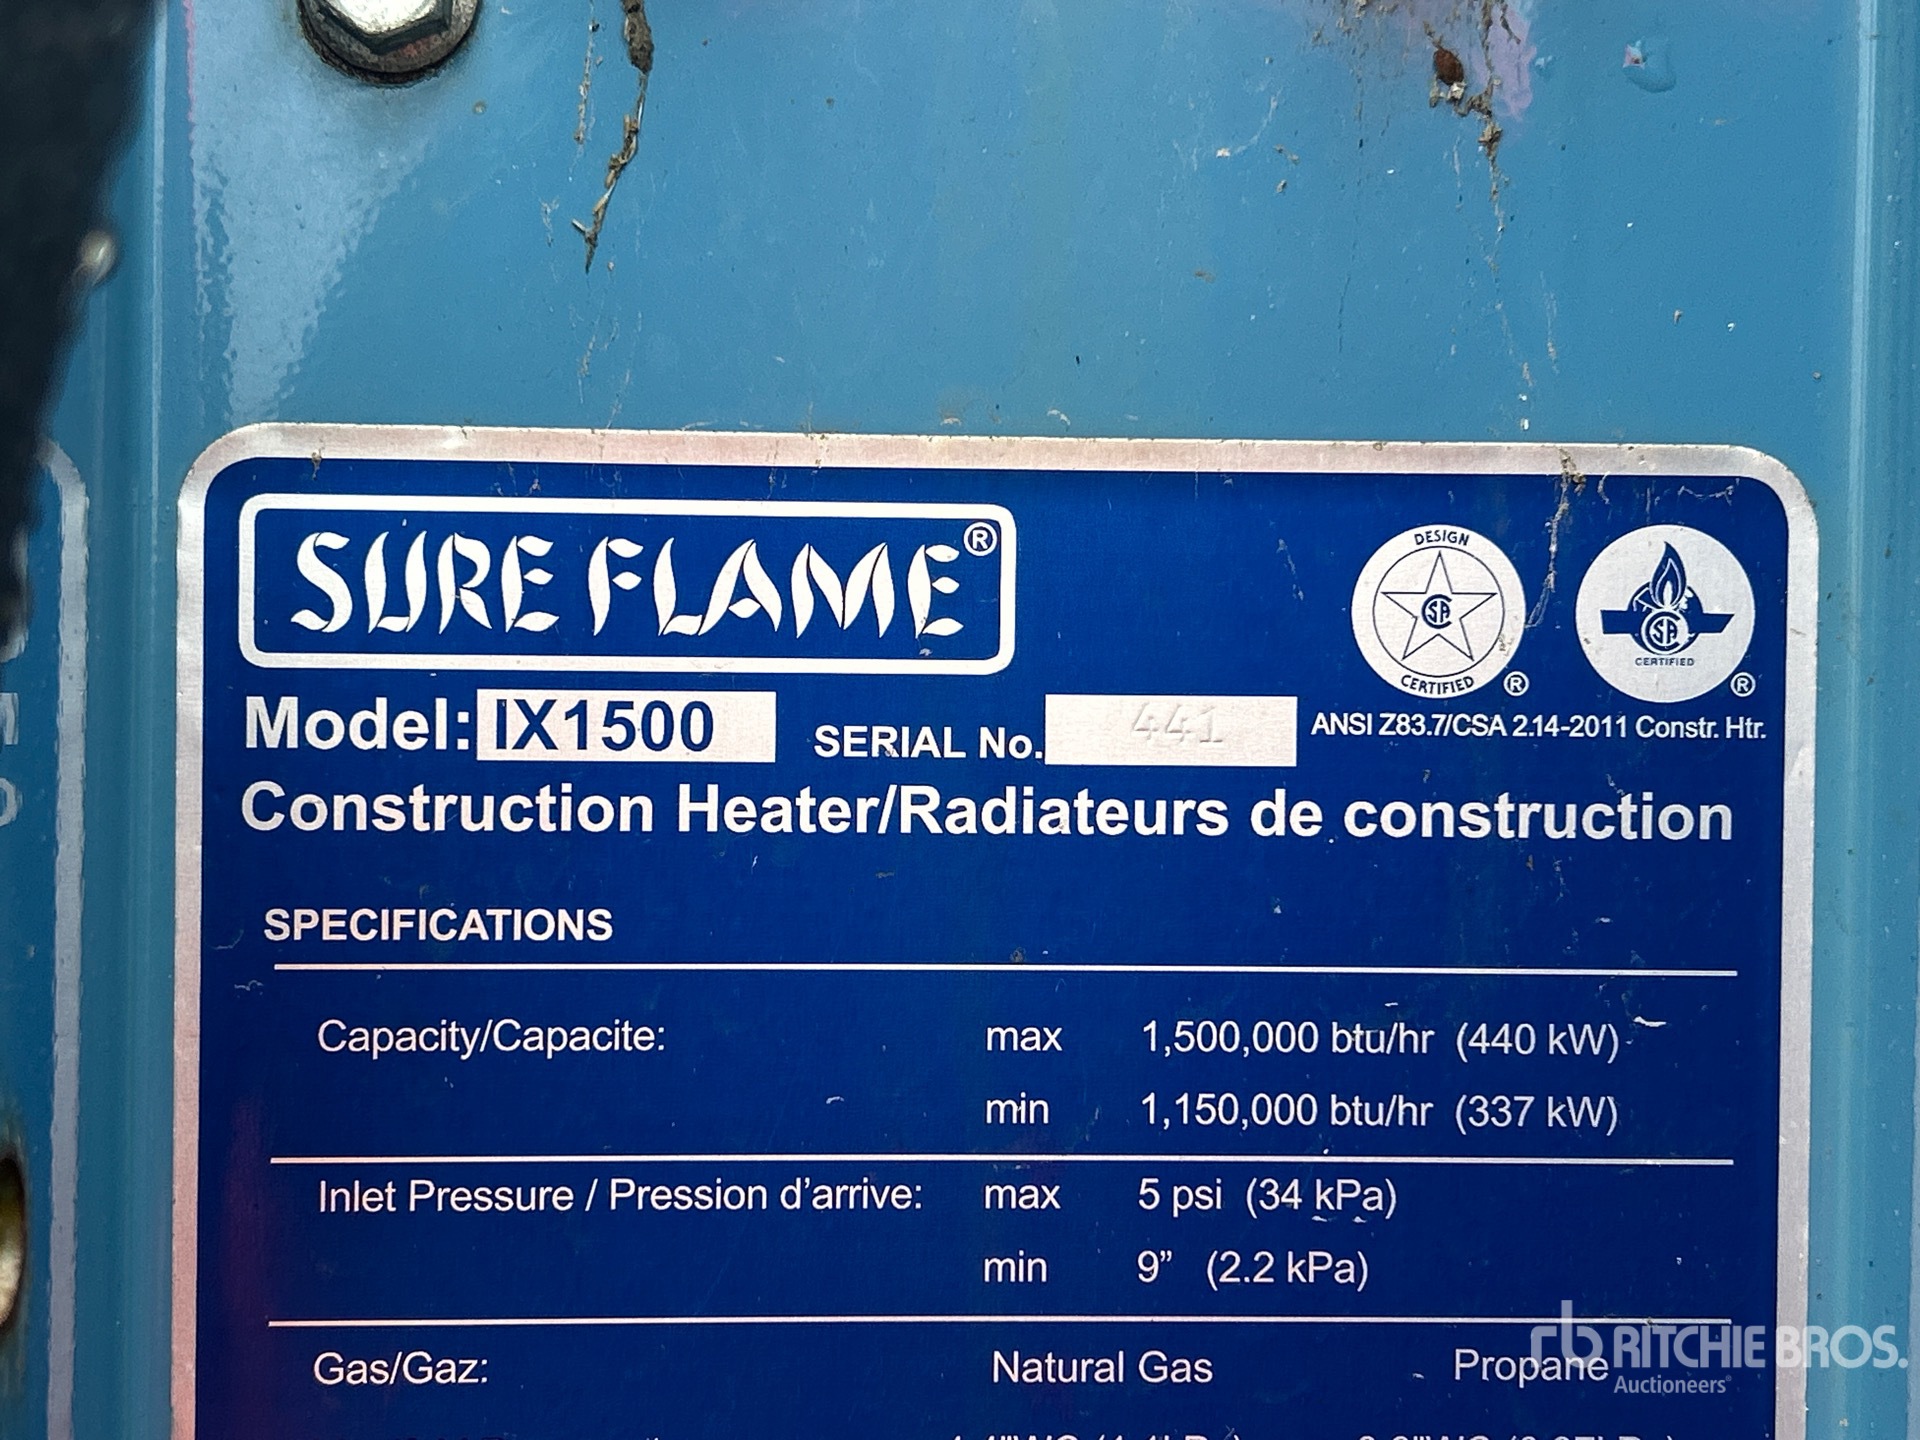 SURE FLAME®
DESIGN
CSA
CERTIFIED ®
CSA
CERTIFIED ®
Model: IX1500 SERIAL No. 441 ANSI Z83.7/CSA 2.14-2011 Constr. Htr.
Construction Heater/Radiateurs de construction
SPECIFICATIONS
Capacity/Capacite: max 1,500,000 btu/hr (440 kW)
min 1,150,000 btu/hr (337 kW)
Inlet Pressure / Pression d’arrive: max 5 psi (34 kPa)
min 9” (2.2 kPa)
Gas/Gaz: Natural Gas Propane
rb RITCHIE BROS.
Auctioneers®